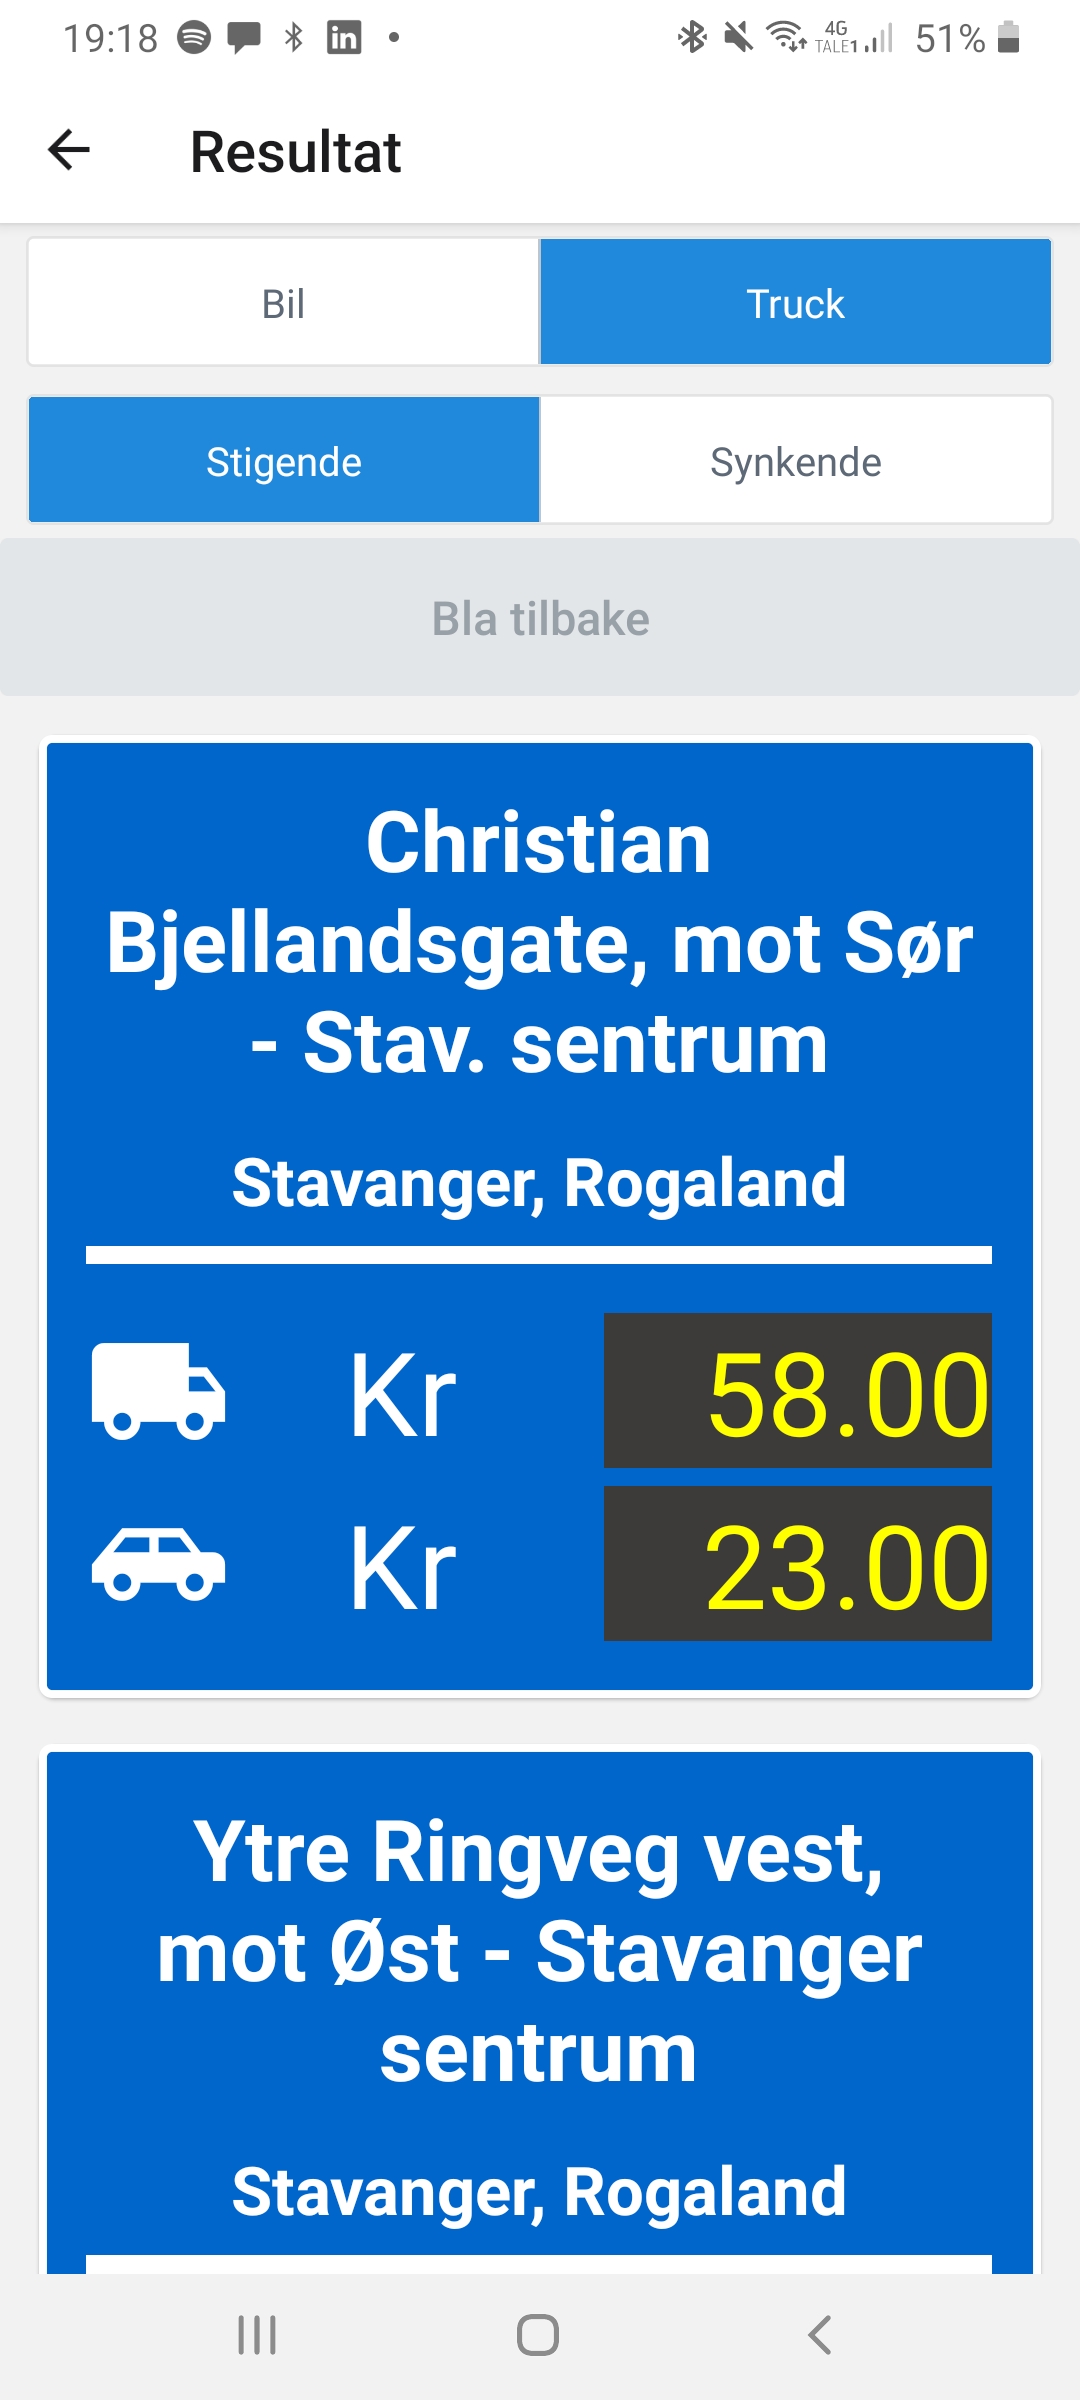 19:18
in
4G
TALE1
51%
Resultat
Bil
Truck
Stigende
Synkende
Bla tilbake
Christian
Bjellandsgate, mot Sør
- Stav. sentrum
Stavanger, Rogaland
Kr 58.00
Kr 23.00
Ytre Ringveg vest,
mot Øst - Stavanger
sentrum
Stavanger, Rogaland